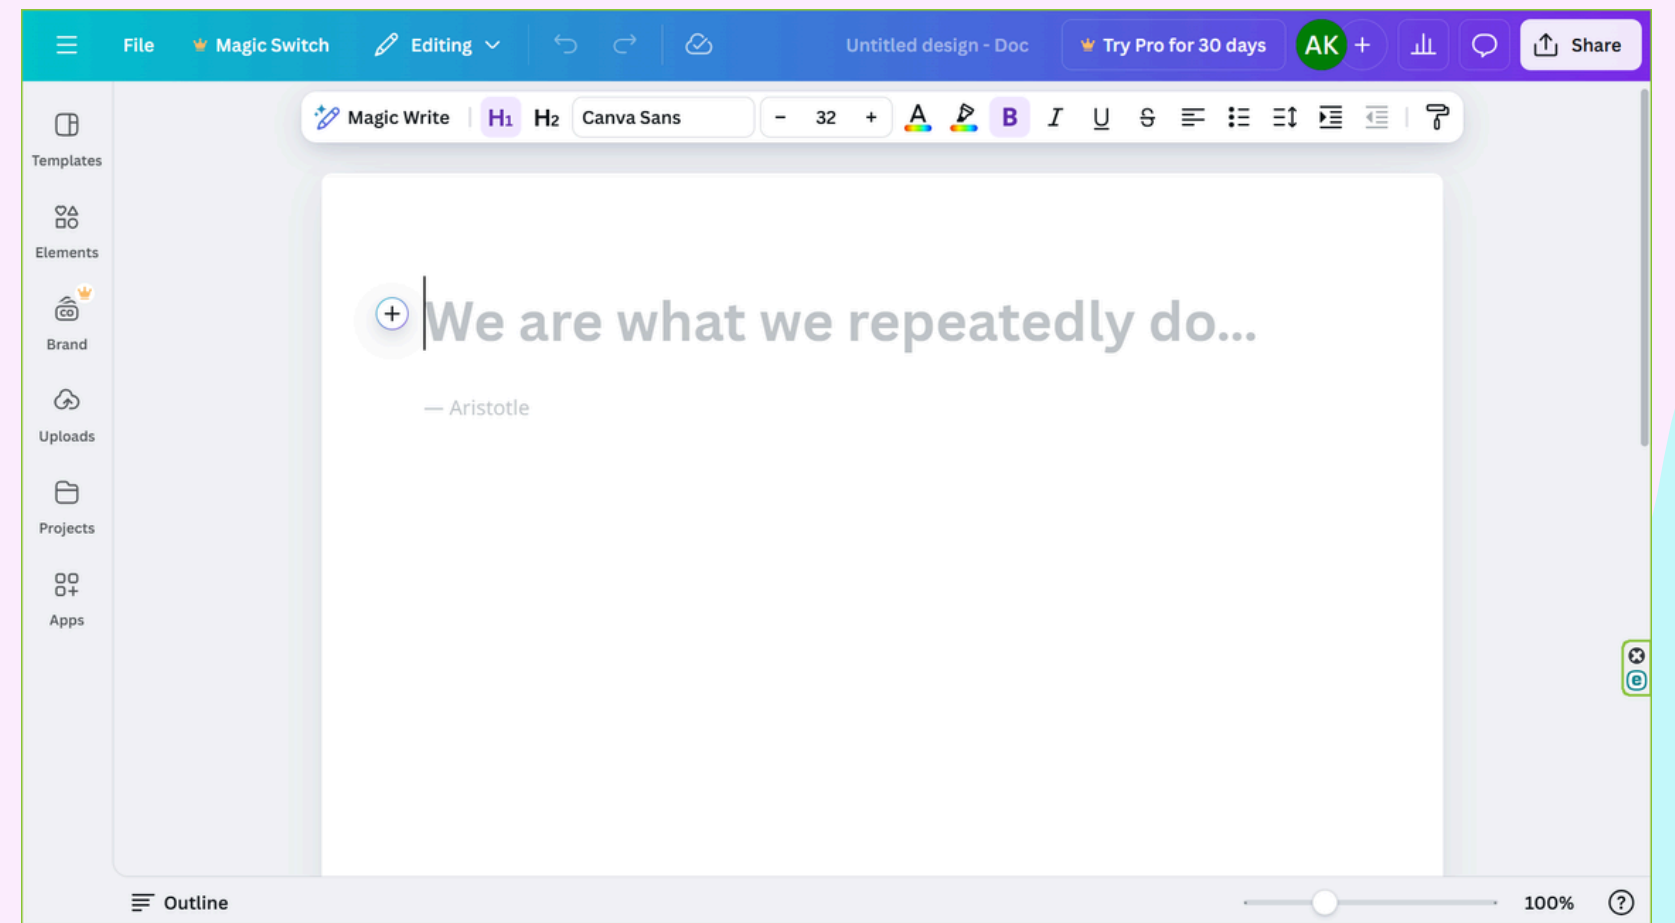 File Magic Switch Editing Untitled design - Doc Try Pro for 30 days AK + Share
Magic Write H1 H2 Canva Sans - 32 + A B I U S
Templates
Elements
Brand
Uploads
Projects
Apps
We are what we repeatedly do...
— Aristotle
Outline 100% ?